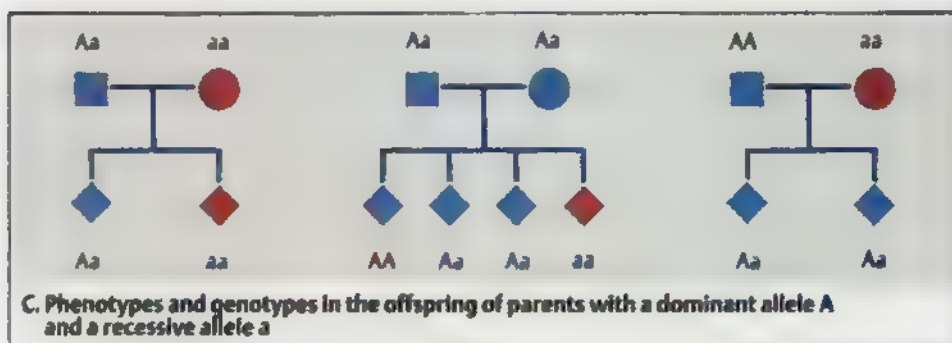 Aa aa Aa Aa AA aa
Aa aa AA Aa Aa aa Aa Aa
C. Phenotypes and genotypes in the offspring of parents with a dominant allele A
and a recessive allele a